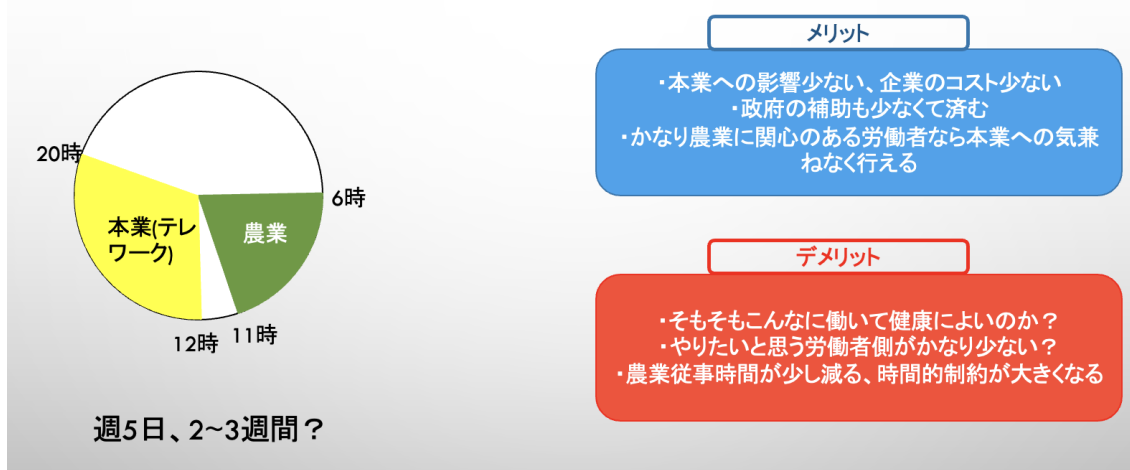 20時
6時
本業(テレ
ワーク)
農業
12時
11時
週5日、2~3週間？
メリット
・本業への影響少ない、企業のコスト少ない
・政府の補助も少なくて済む
・かなり農業に関心のある労働者なら本業への気兼
ねなく行える
デメリット
・そもそもこんなに働いて健康によいのか？
・やりたいと思う労働者側がかなり少ない？
・農業従事時間が少し減る、時間的制約が大きくなる